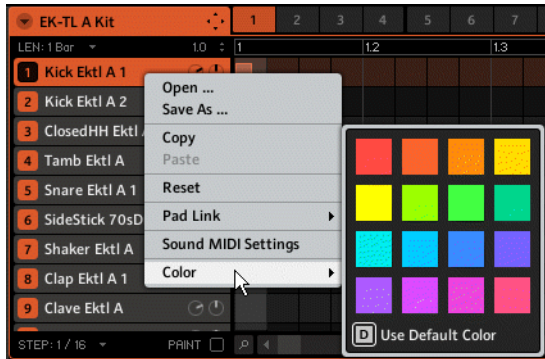 EK-TL A Kit 1 2 3 4 5 6 7
LEN: 1 Bar 1.0 1 1.2 1.3
1 Kick Ektl A 1
2 Kick Ektl A 2
3 ClosedHH Ektl
4 Tamb Ektl A
5 Snare Ektl A 1
6 SideStick 70sD
7 Shaker Ektl A
8 Clap Ektl A 1
9 Clave Ektl A
STEP: 1 / 16 PAINT
Open ...
Save As ...
Copy
Paste
Reset
Pad Link
Sound MIDI Settings
Color
D Use Default Color